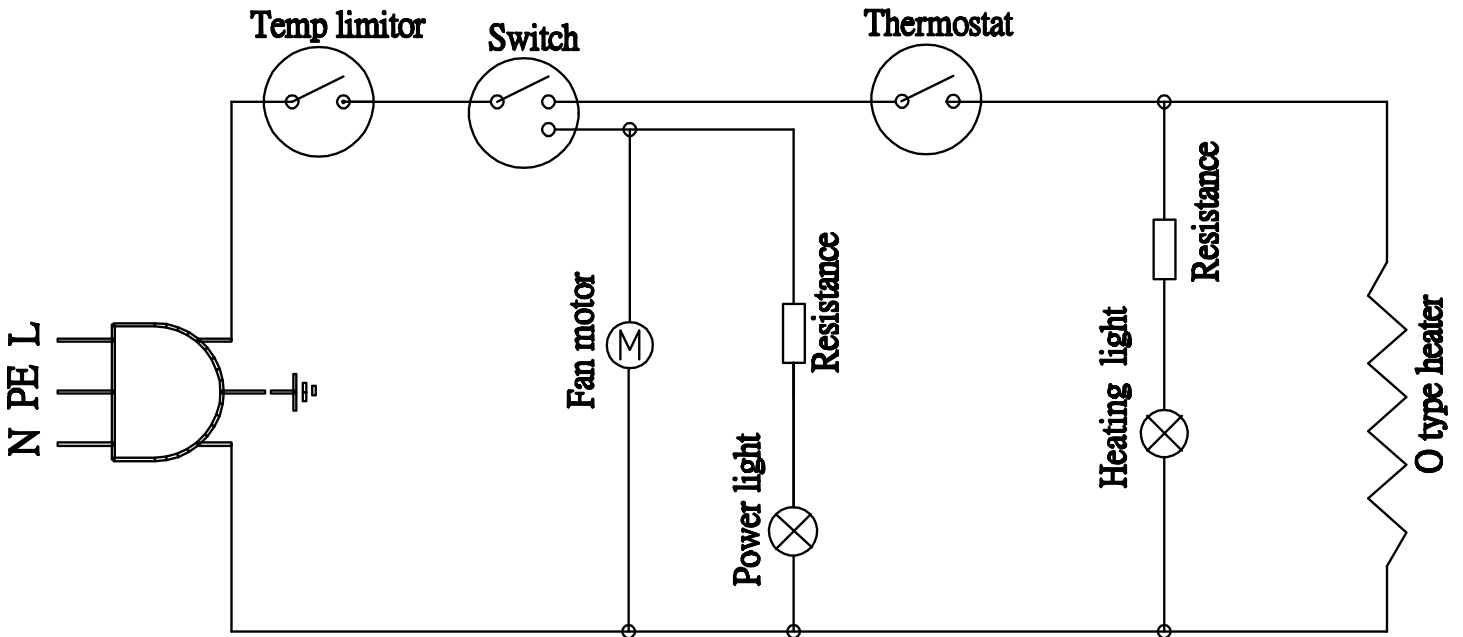 Temp limitor
Switch
Thermostat
L
PE
N
Fan motor
M
Resistance
Power light
Resistance
Heating light
O type heater